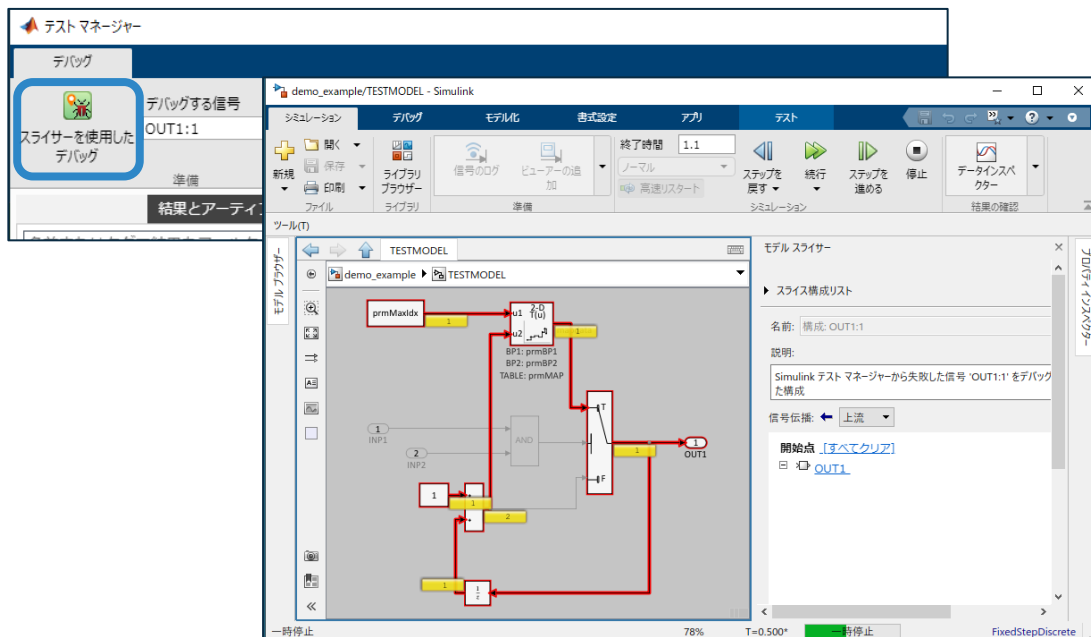 テスト マネージャー
デバッグ
スライサーを使用した
デバッグ
デバッグする信号
OUT1:1
準備
結果とアーティ
demo_example/TESTMODEL - Simulink
シミュレーション
デバッグ
モデル化
書式設定
アプリ
テスト
新規
開く
保存
印刷
ファイル
ライブラリ
ブラウザー
ライブラリ
信号のログ
ビューアーの追
加
準備
終了時間 1.1
ノーマル
高速リスタート
ステップを
戻す
続行
ステップを
進める
停止
シミュレーション
データ インスペ
クター
結果の確認
ツール(T)
モデル ブラウザー
TESTMODEL
demo_example TESTMODEL
prmMaxIdx
1
u1
2-D
f(u)
u2
1
BP1: prmBP1
BP2: prmBP2
TABLE: prmMAP
T
1
INP1
AND
2
INP2
1
1
OUT1
F
1
1
2
1
1
z
モデル スライサー
スライス構成リスト
名前: 構成: OUT1:1
説明:
Simulink テスト マネージャーから失敗した信号 'OUT1:1' をデバッグ
た構成
信号伝播: 上流
開始点 [すべてクリア]
OUT1
プロパティ インスペクター
一時停止
78%
T=0.500*
一時停止
FixedStepDiscrete